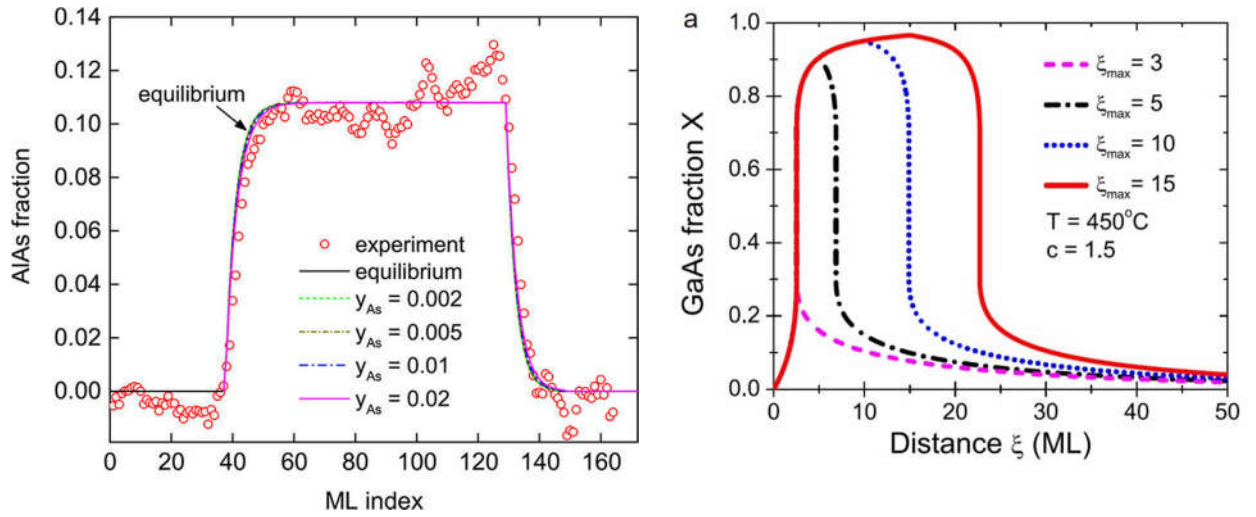 0.14
0.12
0.10
0.08
0.06
0.04
0.02
0.00
AlAs fraction
equilibrium
experiment
equilibrium
y_As = 0.002
y_As = 0.005
y_As = 0.01
y_As = 0.02
0 20 40 60 80 100 120 140 160
ML index
a
1.0
0.8
0.6
0.4
0.2
0.0
GaAs fraction X
ξ_max = 3
ξ_max = 5
ξ_max = 10
ξ_max = 15
T = 450°C
c = 1.5
0 10 20 30 40 50
Distance ξ (ML)